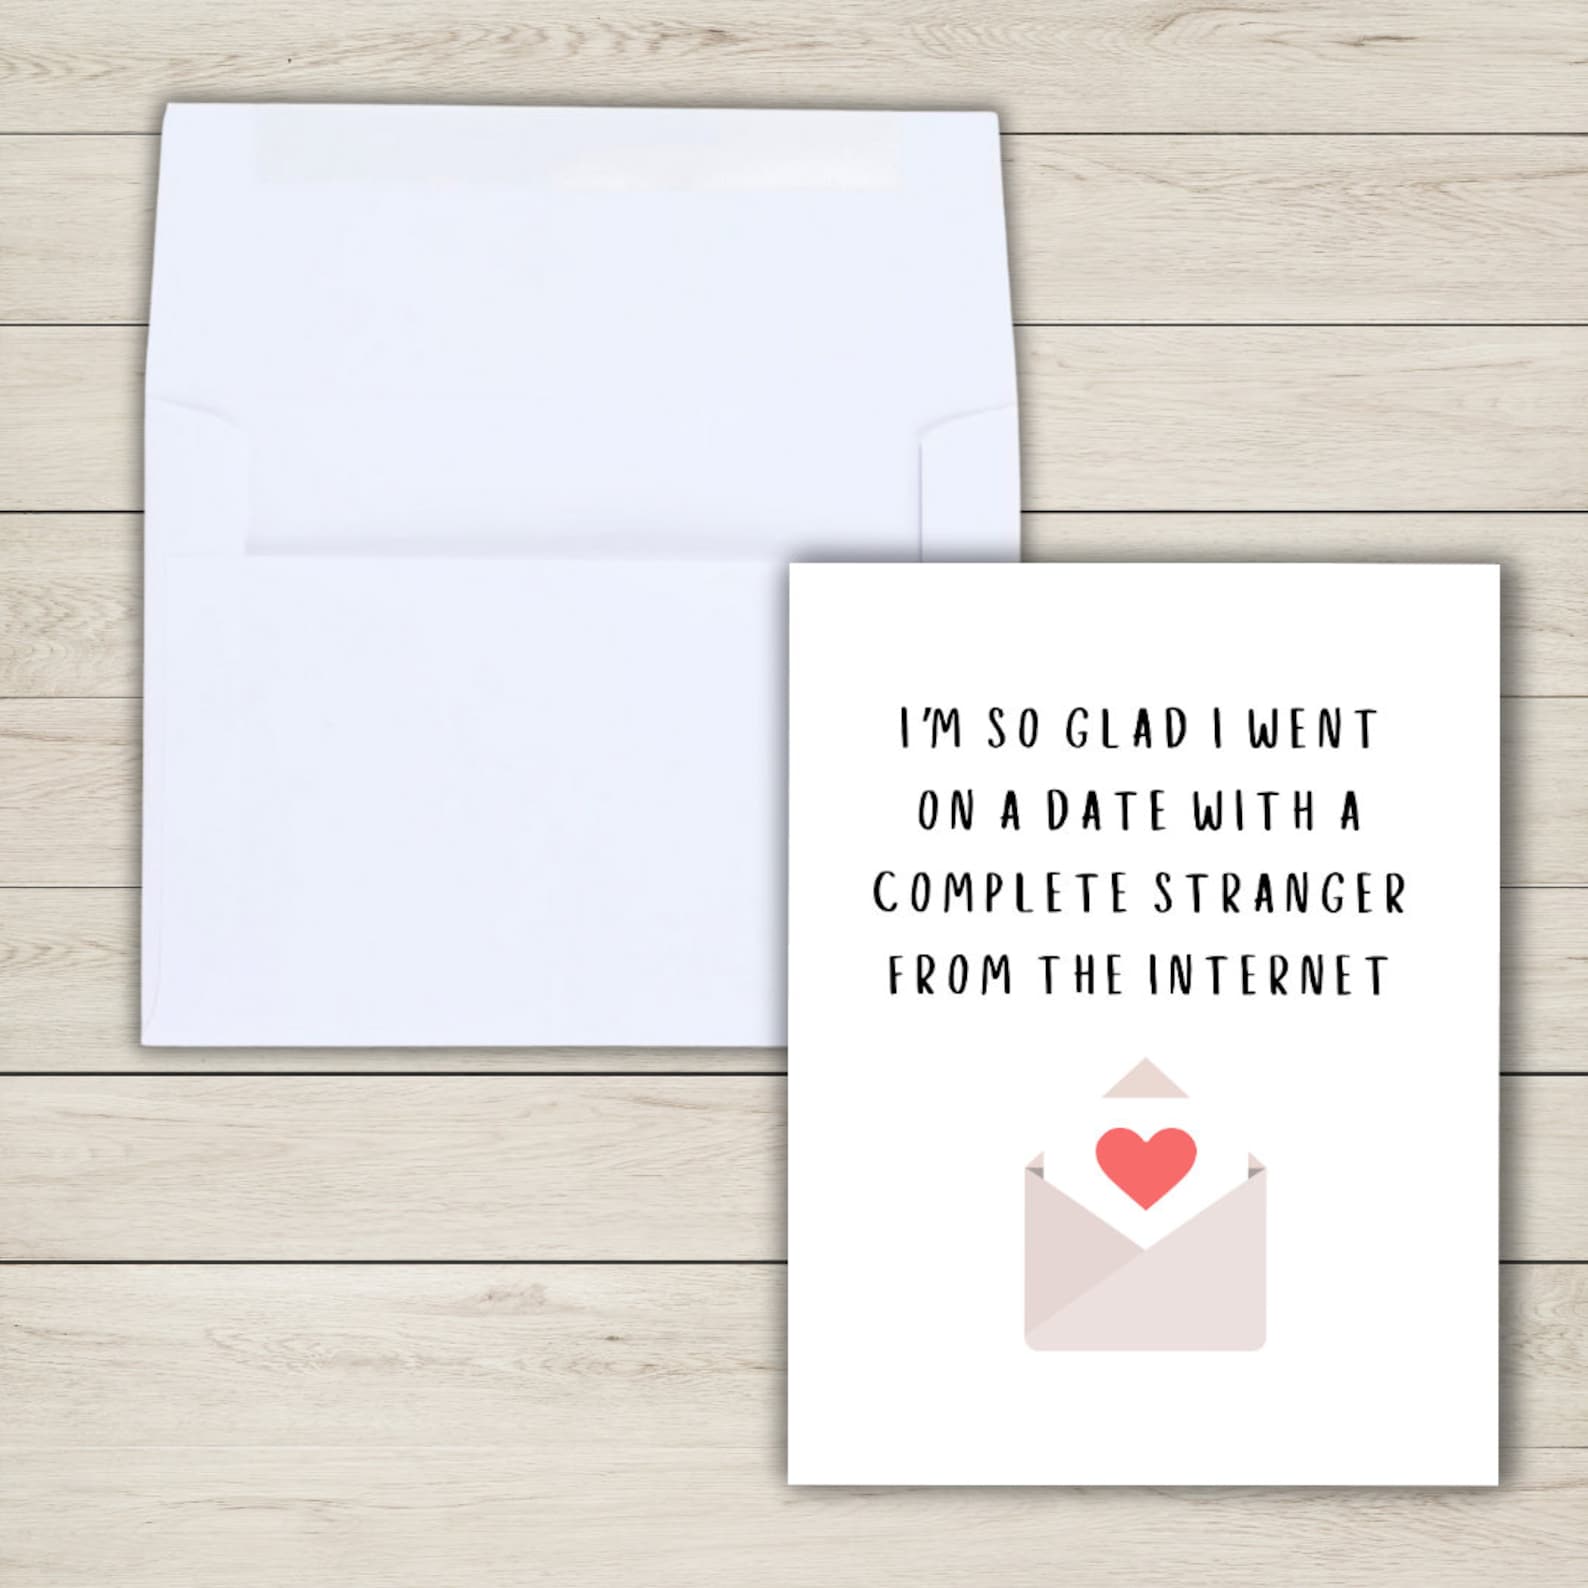 I'M SO GLAD I WENT
ON A DATE WITH A
COMPLETE STRANGER
FROM THE INTERNET